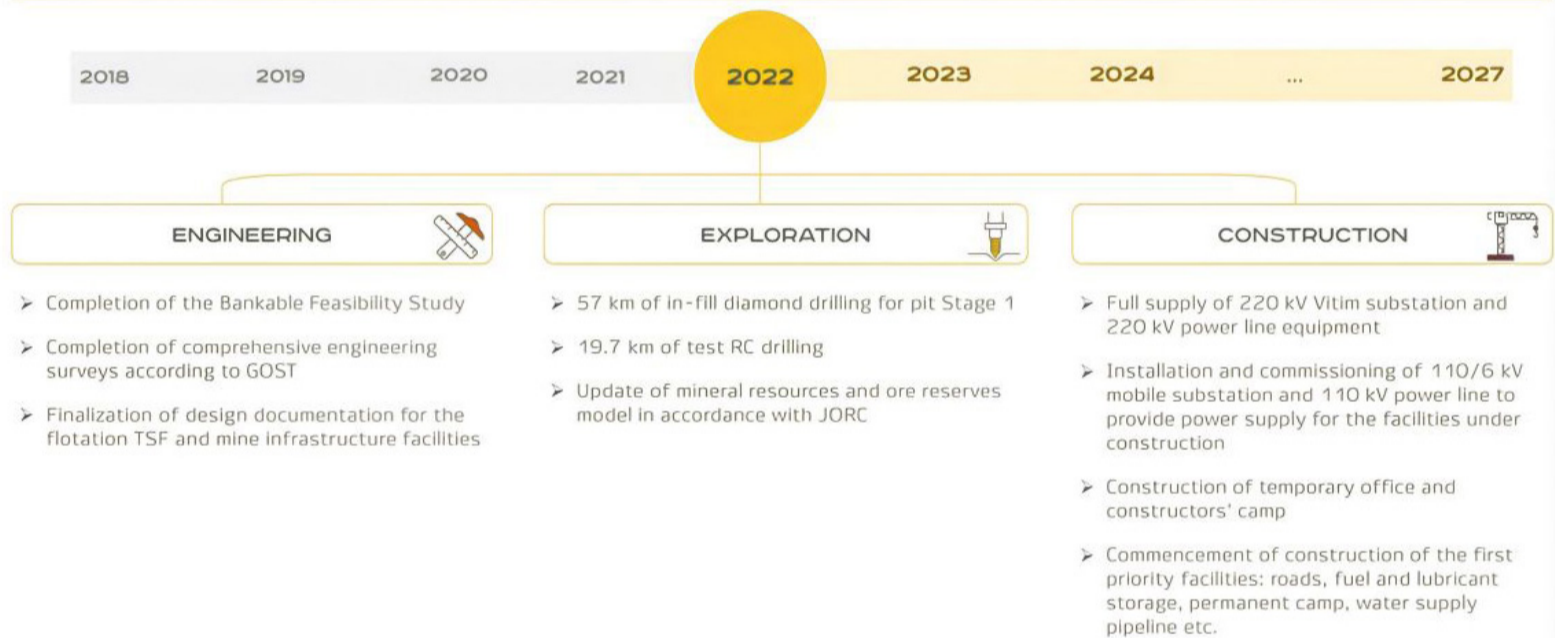 2018 2019 2020 2021 2022 2023 2024 ... 2027
ENGINEERING
➢ Completion of the Bankable Feasibility Study
➢ Completion of comprehensive engineering
surveys according to GOST
➢ Finalization of design documentation for the
flotation TSF and mine infrastructure facilities
EXPLORATION
➢ 57 km of in-fill diamond drilling for pit Stage 1
➢ 19.7 km of test RC drilling
➢ Update of mineral resources and ore reserves
model in accordance with JORC
CONSTRUCTION
➢ Full supply of 220 kV Vitim substation and
220 kV power line equipment
➢ Installation and commissioning of 110/6 kV
mobile substation and 110 kV power line to
provide power supply for the facilities under
construction
➢ Construction of temporary office and
constructors' camp
➢ Commencement of construction of the first
priority facilities: roads, fuel and lubricant
storage, permanent camp, water supply
pipeline etc.